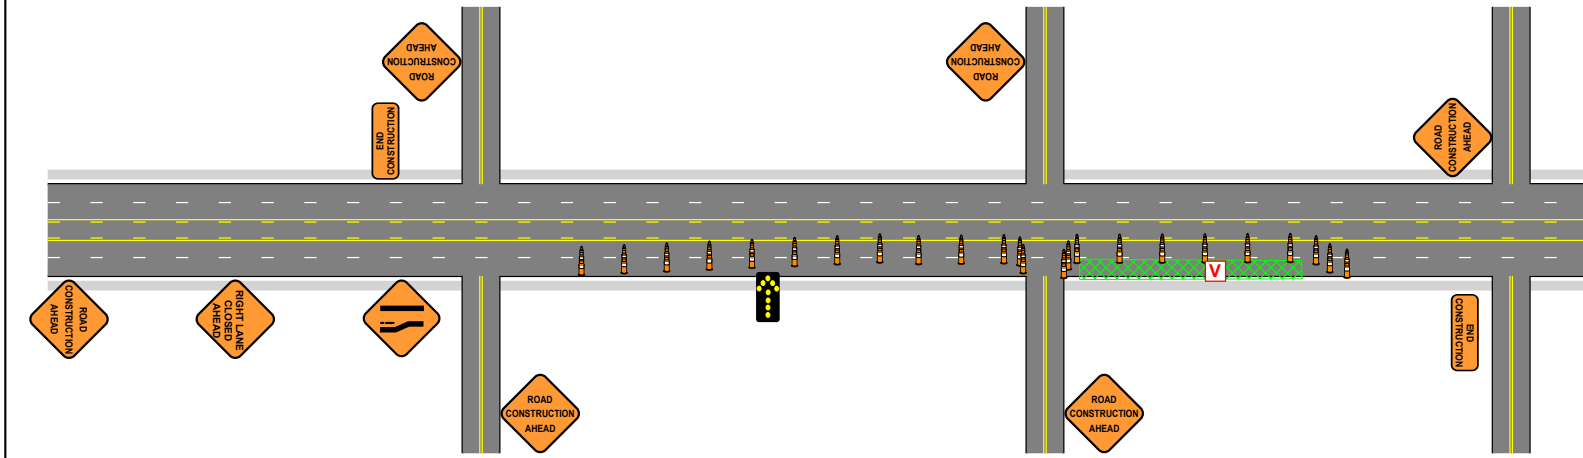 ROAD
CONSTRUCTION
AHEAD
ROAD
CONSTRUCTION
AHEAD
END
CONSTRUCTION
ROAD
CONSTRUCTION
AHEAD
ROAD
CONSTRUCTION
AHEAD
RIGHT LANE
CLOSED
AHEAD
V
END
CONSTRUCTION
ROAD
CONSTRUCTION
AHEAD
ROAD
CONSTRUCTION
AHEAD